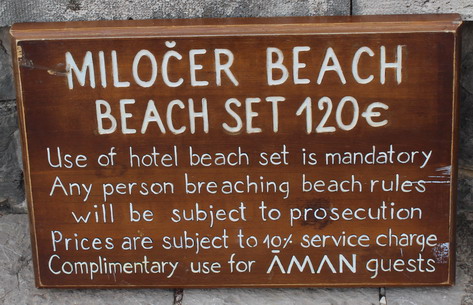 MILOČER BEACH
BEACH SET 120€
Use of hotel beach set is mandatory
Any person breaching beach rules
will be subject to prosecution
Prices are subject to 10% service charge
Complimentary use for ĀMAN guests